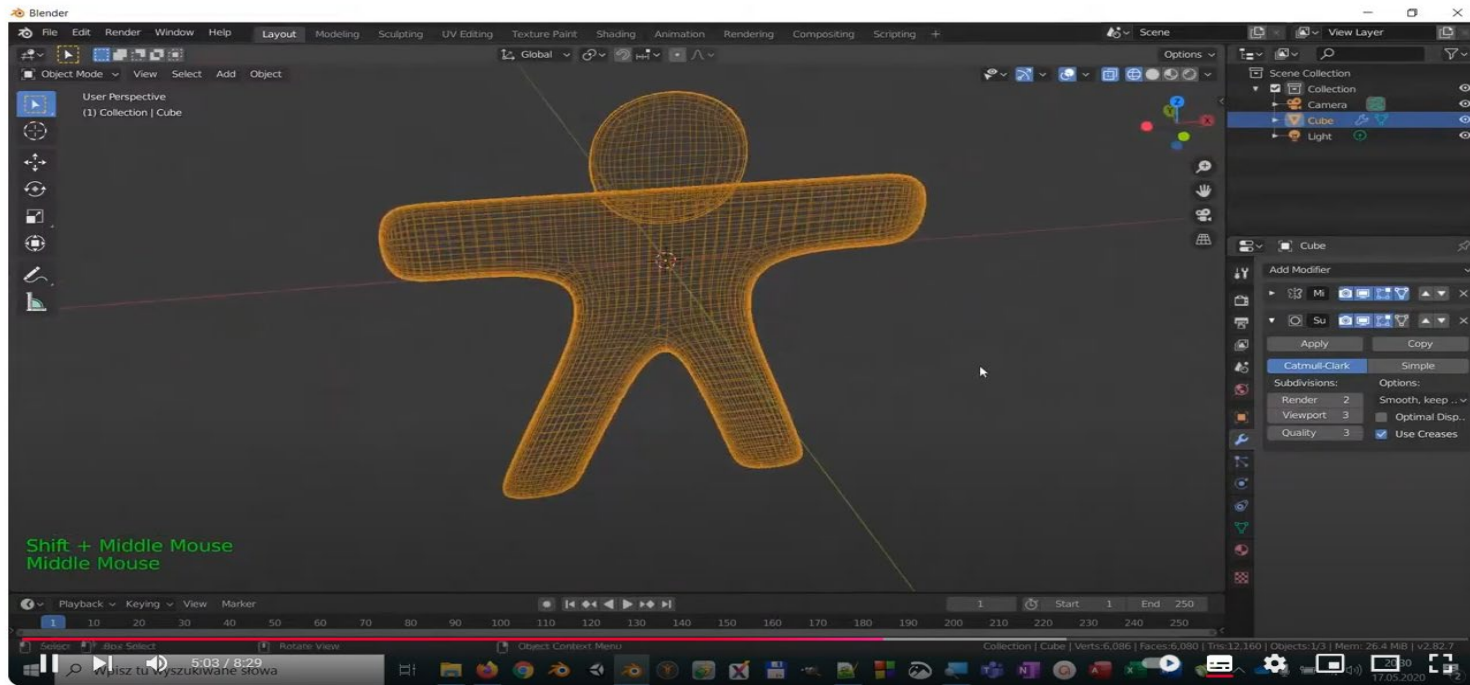 Blender
File Edit Render Window Help Layout Modeling Sculpting UV Editing Texture Paint Shading Animation Rendering Compositing Scripting + Scene View Layer
Global Options
Object Mode View Select Add Object
User Perspective
(1) Collection | Cube
Scene Collection
Collection
Camera
Cube
Light
Cube
Add Modifier
Mi
Su
Apply Copy
Catmull-Clark Simple
Subdivisions: Options:
Render 2 Smooth, keep ..
Viewport 3 Optimal Disp..
Quality 3 Use Creases
Shift + Middle Mouse
Middle Mouse
Playback Keying View Marker 1 Start 1 End 250
1 10 20 30 40 50 60 70 80 90 100 110 120 130 140 150 160 170 180 190 200 210 220 230 240 250
Select Box Select Rotate View Object Context Menu Collection | Cube | Verts:6,086 | Faces:6,080 | Tris:12,160 | Objects:1/3 | Mem: 26.4 MiB | v2.82.7
5:03 / 8:29 Wpisz tu wyszukiwane słowa 20:30
17.05.2020